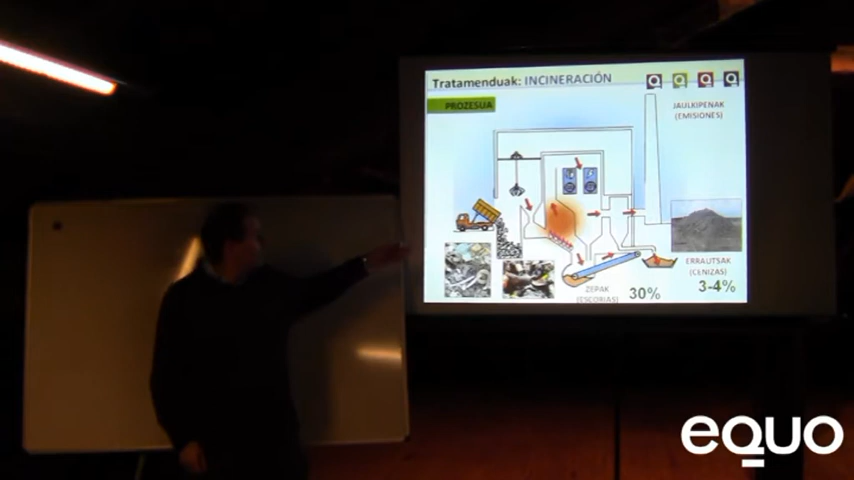 Tratamenduak: INCINERACIÓN
PROZESUA
JAULKIPENAK
(EMISIONES)
ERRAUTSAK
(CENIZAS)
3-4%
ZEPAK
(ESCORIAS)
30%
equo